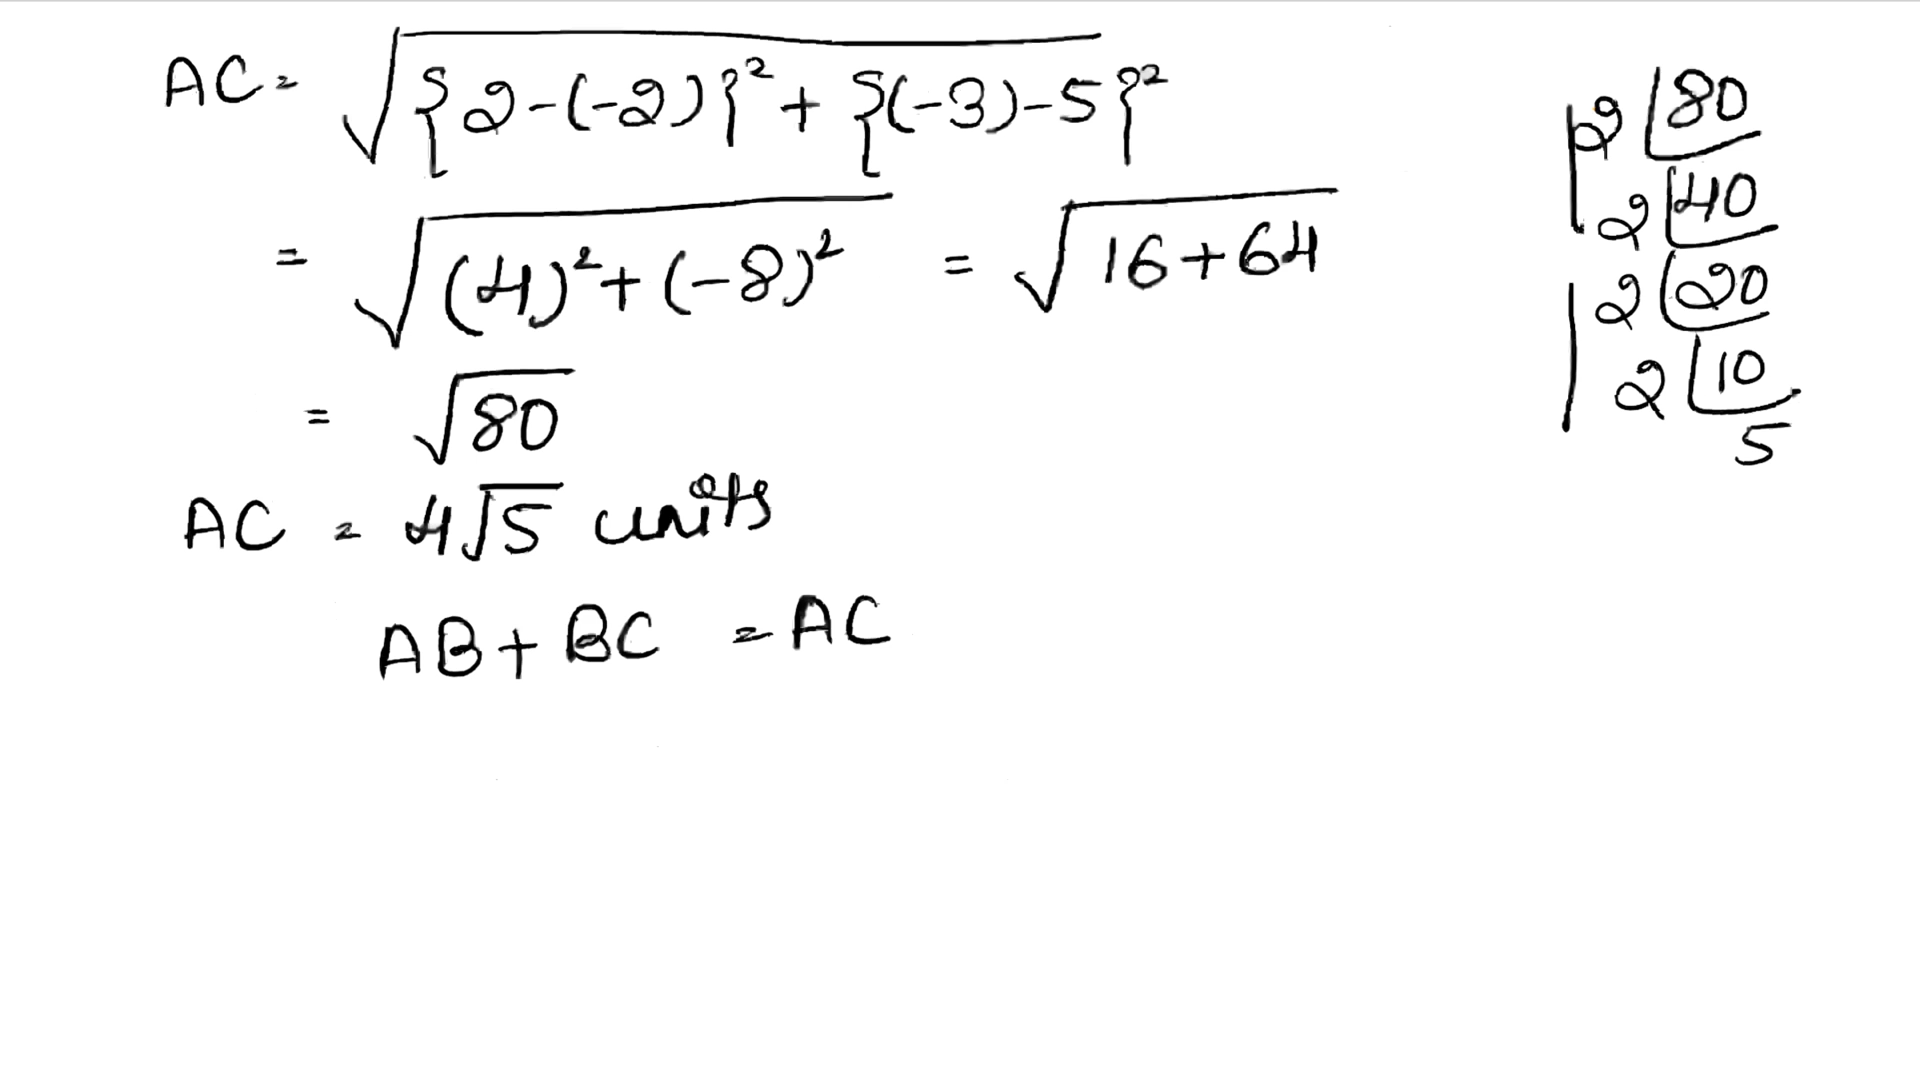 AC = √{2-(-2)}² + {(-3)-5}²
= √(4)² + (-8)² = √16+64
= √80
AC = 4√5 units
AB + BC = AC
2 | 80
2 | 40
2 | 20
2 | 10
5